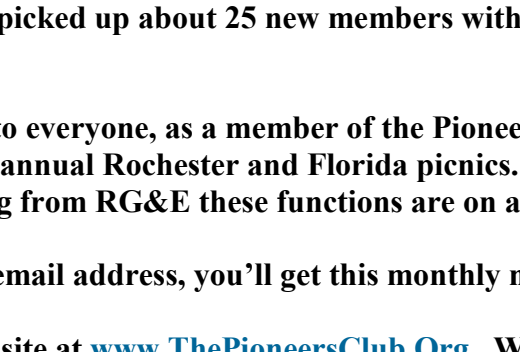 picked up about 25 new members with
to everyone, as a member of the Pionee
annual Rochester and Florida picnics.
g from RG&E these functions are on a
email address, you’ll get this monthly
site at www.ThePioneersClub.Org. W